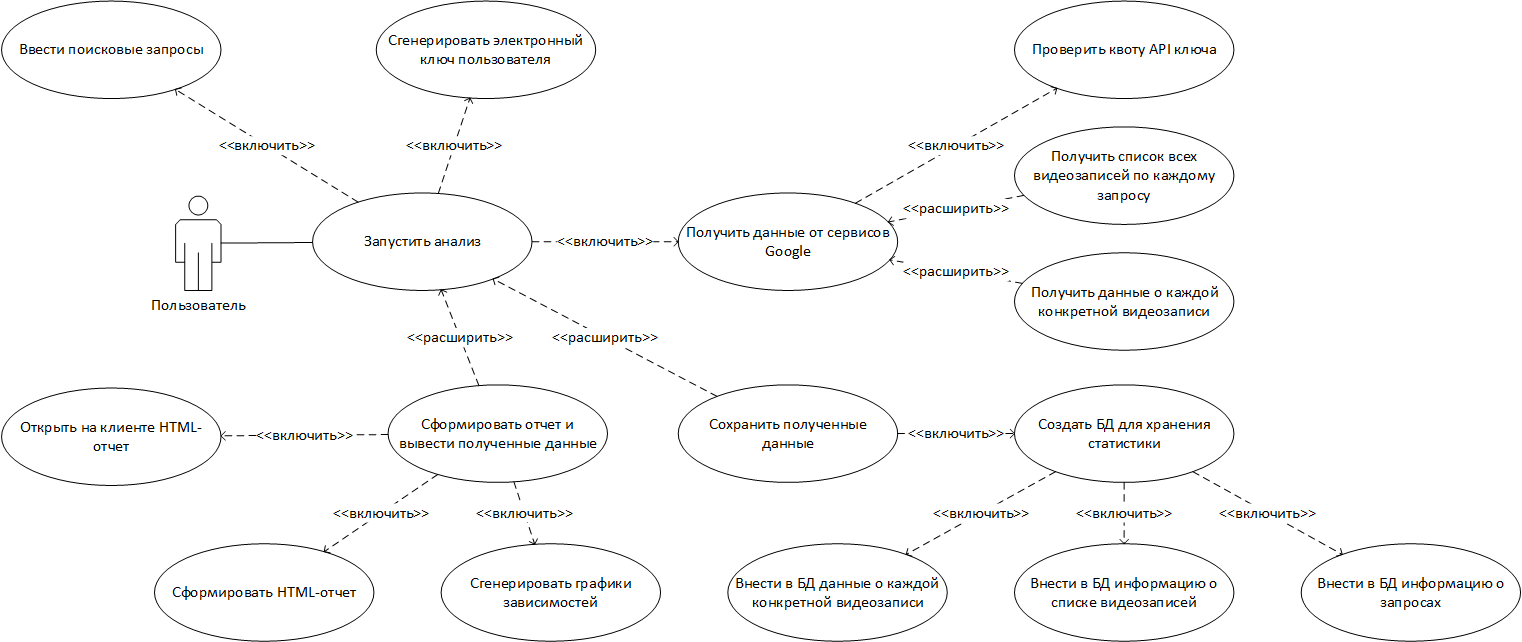 Ввести поисковые запросы
Сгенерировать электронный
ключ пользователя
Проверить квоту API ключа
<<включить>>
<<включить>>
<<включить>>
Получить список всех
видеозаписей по каждому
запросу
<<расширить>>
Запустить анализ
<<включить>>
Получить данные от сервисов
Google
<<расширить>>
Получить данные о каждой
конкретной видеозаписи
Пользователь
<<расширить>>
<<расширить>>
Открыть на клиенте HTML-
отчет
<<включить>>
Сформировать отчет и
вывести полученные данные
Сохранить полученные
данные
<<включить>>
Создать БД для хранения
статистики
<<включить>>
<<включить>>
<<включить>>
<<включить>>
<<включить>>
Сформировать HTML-отчет
Сгенерировать графики
зависимостей
Внести в БД данные о каждой
конкретной видеозаписи
Внести в БД информацию о
списке видеозаписей
Внести в БД информацию о
запросах